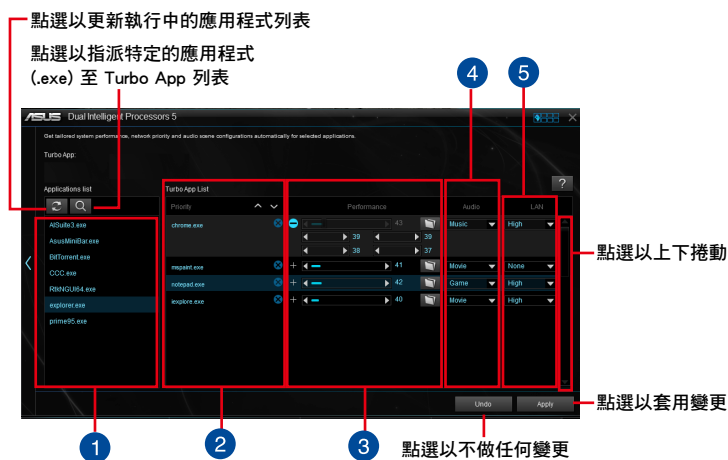 點選以更新執行中的應用程式列表
點選以指派特定的應用程式
(.exe) 至 Turbo App 列表
4
5
ASUS Dual Intelligent Processors 5
Get tailored system performance, network priority and audio scene configurations automatically for selected applications.
Turbo App:
?
Applications list
Turbo App List
Priority
Performance
Audio
LAN
AISuite3.exe
AsusMiniBar.exe
BitTorrent.exe
CCC.exe
RtkNGUI64.exe
explorer.exe
prime95.exe
chrome.exe
43
Music
High
39
39
38
37
mspaint.exe
41
Movie
None
notepad.exe
42
Game
High
iexplore.exe
40
Movie
High
點選以上下捲動
Undo
Apply
點選以套用變更
1
2
3
點選以不做任何變更